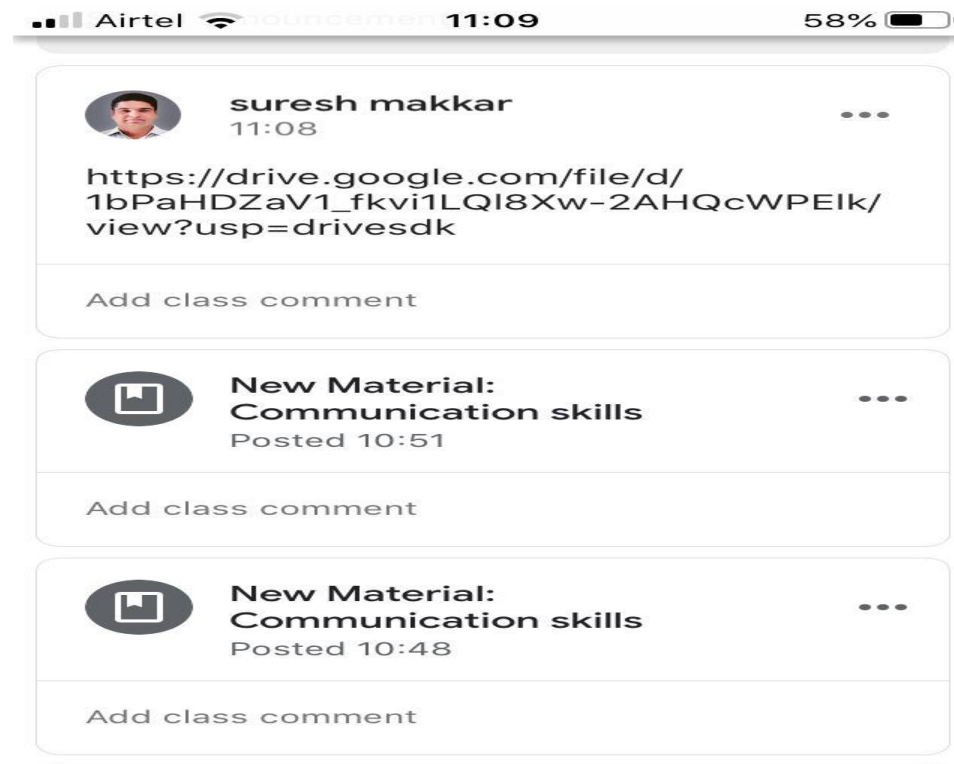 Airtel 11:09 58%
suresh makkar
11:08
https://drive.google.com/file/d/
1bPaHDZaV1_fkvi1LQl8Xw-2AHQcWPElk/
view?usp=drivesdk
Add class comment
New Material:
Communication skills
Posted 10:51
Add class comment
New Material:
Communication skills
Posted 10:48
Add class comment